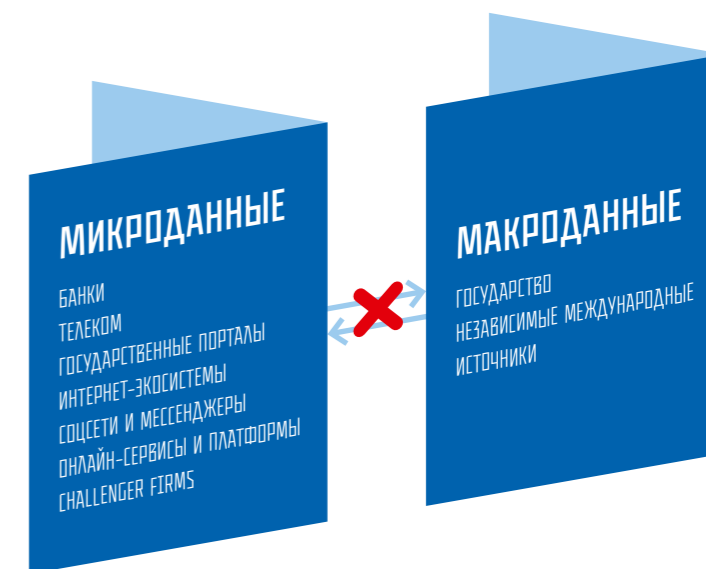 МИКРОДАННЫЕ
БАНКИ
ТЕЛЕКОМ
ГОСУДАРСТВЕННЫЕ ПОРТАЛЫ
ИНТЕРНЕТ-ЭКОСИСТЕМЫ
СОЦСЕТИ И МЕССЕНДЖЕРЫ
ОНЛАЙН-СЕРВИСЫ И ПЛАТФОРМЫ
CHALLENGER FIRMS
МАКРОДАННЫЕ
ГОСУДАРСТВО
НЕЗАВИСИМЫЕ МЕЖДУНАРОДНЫЕ
ИСТОЧНИКИ